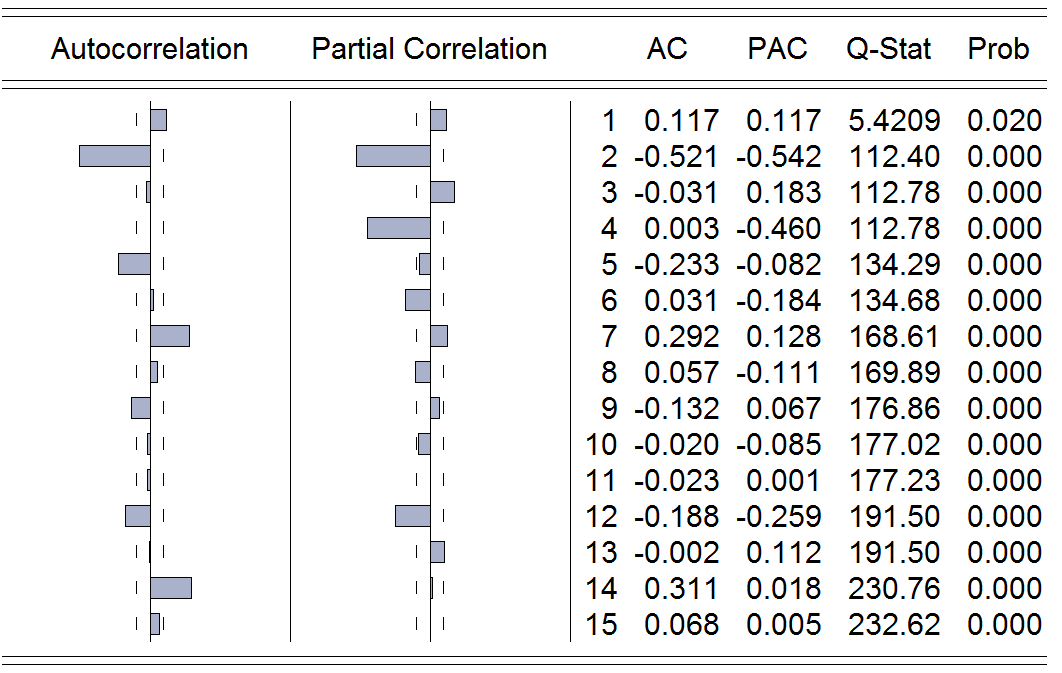 Autocorrelation Partial Correlation AC PAC Q-Stat Prob
1 0.117 0.117 5.4209 0.020
2 -0.521 -0.542 112.40 0.000
3 -0.031 0.183 112.78 0.000
4 0.003 -0.460 112.78 0.000
5 -0.233 -0.082 134.29 0.000
6 0.031 -0.184 134.68 0.000
7 0.292 0.128 168.61 0.000
8 0.057 -0.111 169.89 0.000
9 -0.132 0.067 176.86 0.000
10 -0.020 -0.085 177.02 0.000
11 -0.023 0.001 177.23 0.000
12 -0.188 -0.259 191.50 0.000
13 -0.002 0.112 191.50 0.000
14 0.311 0.018 230.76 0.000
15 0.068 0.005 232.62 0.000